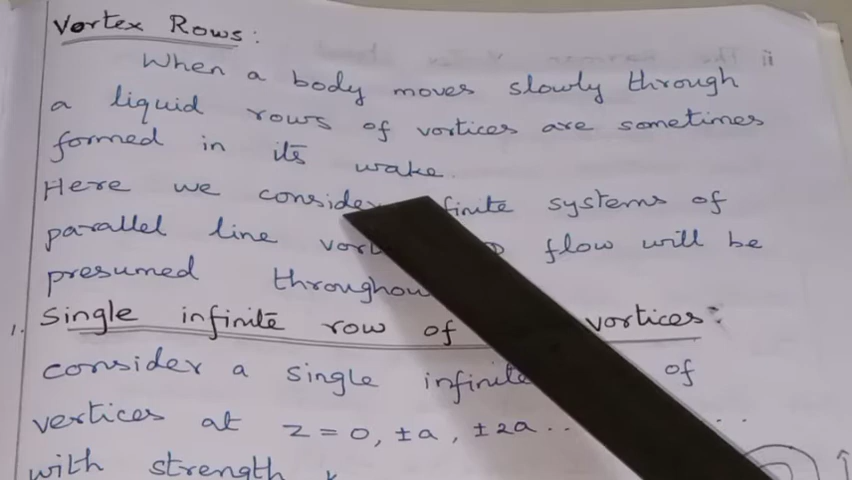 Vortex Rows:
ii
When a body moves slowly through
a liquid rows of vortices are sometimes
formed in its wake.
Here we consider systems of
parallel line flow will be
presumed
1. Single infinite row of vortices:
consider a single infinite of
vertices at z = 0, ±a, ±2a...
with strength